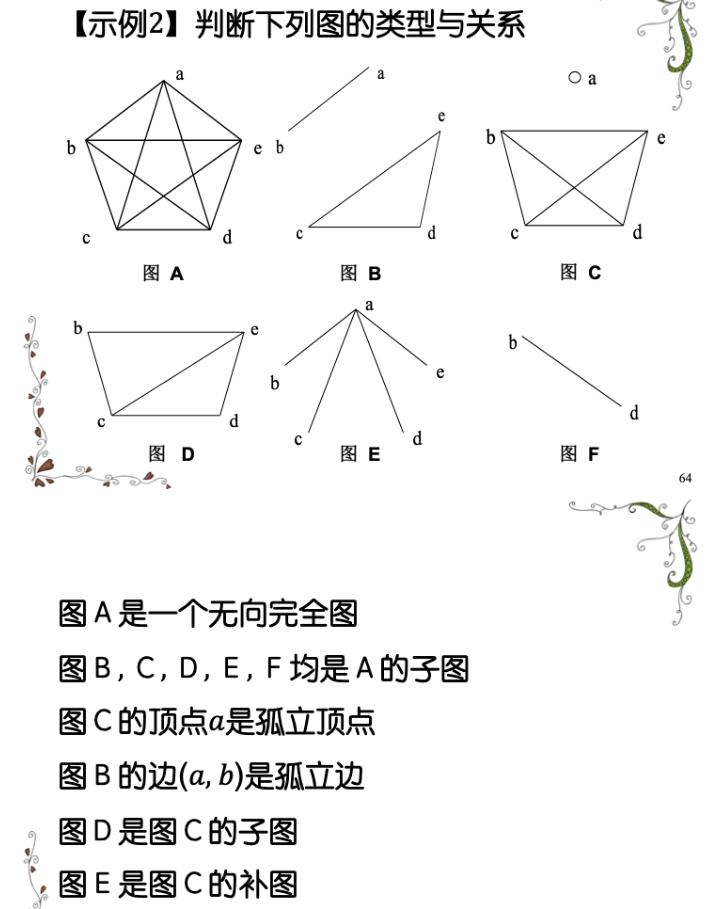 【示例2】判断下列图的类型与关系
a
b
e
c
d
图 A
a
b
e
c
d
图 B
a
b
e
c
d
图 C
b
e
c
d
图 D
a
b
e
c
d
图 E
b
d
图 F
64
图 A 是一个无向完全图
图 B, C, D, E, F 均是 A 的子图
图 C 的顶点a是孤立顶点
图 B 的边(a, b)是孤立边
图 D 是图 C 的子图
图 E 是图 C 的补图